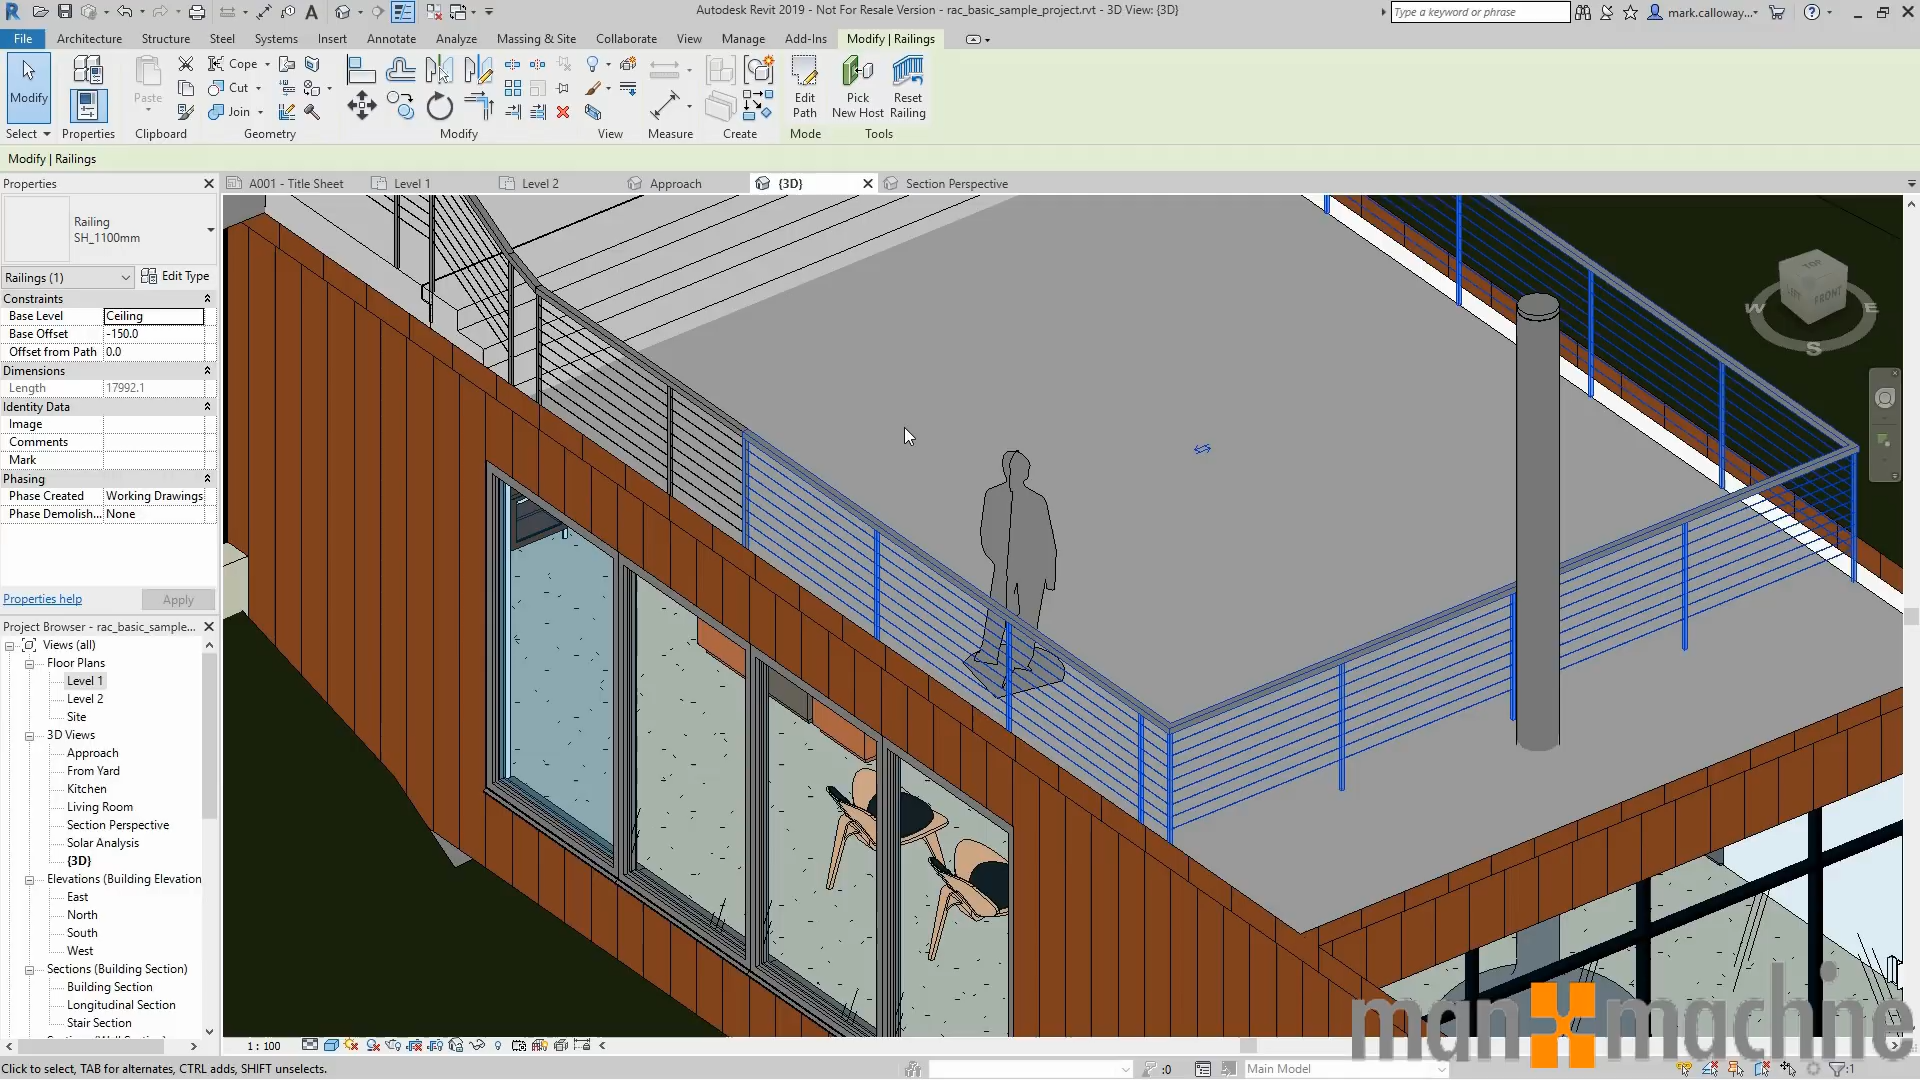 Autodesk Revit 2019 - Not For Resale Version - rac_basic_sample_project.rvt - 3D View: {3D}
Type a keyword or phrase
mark.calloway...
File Architecture Structure Steel Systems Insert Annotate Analyze Massing & Site Collaborate View Manage Add-Ins Modify | Railings
Modify
Paste
Cope
Cut
Join
Edit Path
Pick New Host
Reset Railing
Select Properties Clipboard Geometry Modify View Measure Create Mode Tools
Modify | Railings
Properties
A001 - Title Sheet
Level 1
Level 2
Approach
{3D}
Section Perspective
Railing
SH_1100mm
Railings (1)
Edit Type
Constraints
Base Level Ceiling
Base Offset -150.0
Offset from Path 0.0
Dimensions
Length 17992.1
Identity Data
Image
Comments
Mark
Phasing
Phase Created Working Drawings
Phase Demolish... None
Properties help
Apply
Project Browser - rac_basic_sample...
Views (all)
Floor Plans
Level 1
Level 2
Site
3D Views
Approach
From Yard
Kitchen
Living Room
Section Perspective
Solar Analysis
{3D}
Elevations (Building Elevation
East
North
South
West
Sections (Building Section)
Building Section
Longitudinal Section
Stair Section
TOP
FRONT
W
E
S
1 : 100
man machine
Click to select, TAB for alternates, CTRL adds, SHIFT unselects.
:0
Main Model
:1